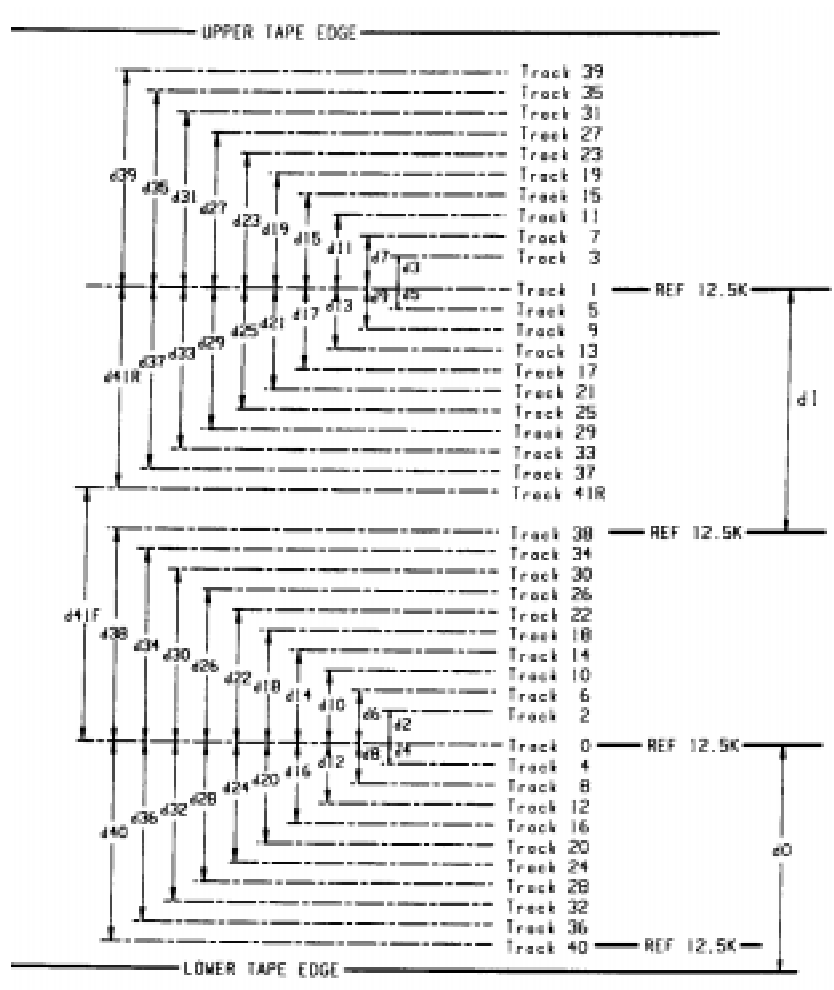 UPPER TAPE EDGE
Track 39
Track 35
Track 31
Track 27
Track 23
Track 19
Track 15
Track 11
Track 7
Track 3
d39
d35
d31
d27
d23
d19
d15
d11
d7
d3
Track 1 REF 12.5K
d9
d5
Track 5
Track 9
Track 13
Track 17
Track 21
Track 25
Track 29
Track 33
Track 37
Track 41R
d41R
d37
d33
d29
d25
d21
d17
d13
d1
Track 38 REF 12.5K
Track 34
Track 30
Track 26
Track 22
Track 18
Track 14
Track 10
Track 6
Track 2
d41F
d38
d34
d30
d26
d22
d18
d14
d10
d6
d2
Track 0 REF 12.5K
d8
d4
Track 4
Track 8
Track 12
Track 16
Track 20
Track 24
Track 28
Track 32
Track 36
Track 40 REF 12.5K
d40
d36
d32
d28
d24
d20
d16
d12
d0
LOWER TAPE EDGE